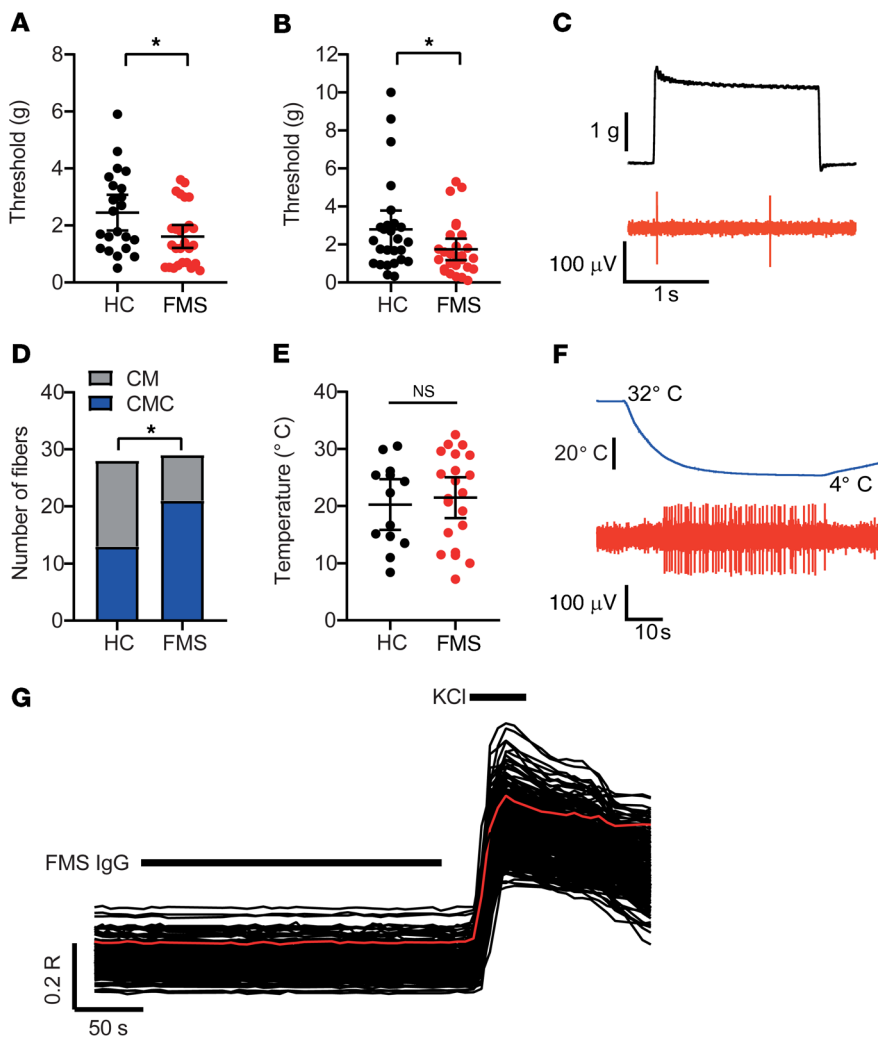 A
Threshold (g)
8
6
4
2
0
*
HC
FMS
B
Threshold (g)
12
10
8
6
4
2
0
*
HC
FMS
C
1 g
100 µV
1 s
D
Number of fibers
40
30
20
10
0
CM
CMC
*
HC
FMS
E
Temperature (° C)
40
30
20
10
0
NS
HC
FMS
F
32° C
20° C
4° C
100 µV
10 s
G
KCl
FMS IgG
0.2 R
50 s